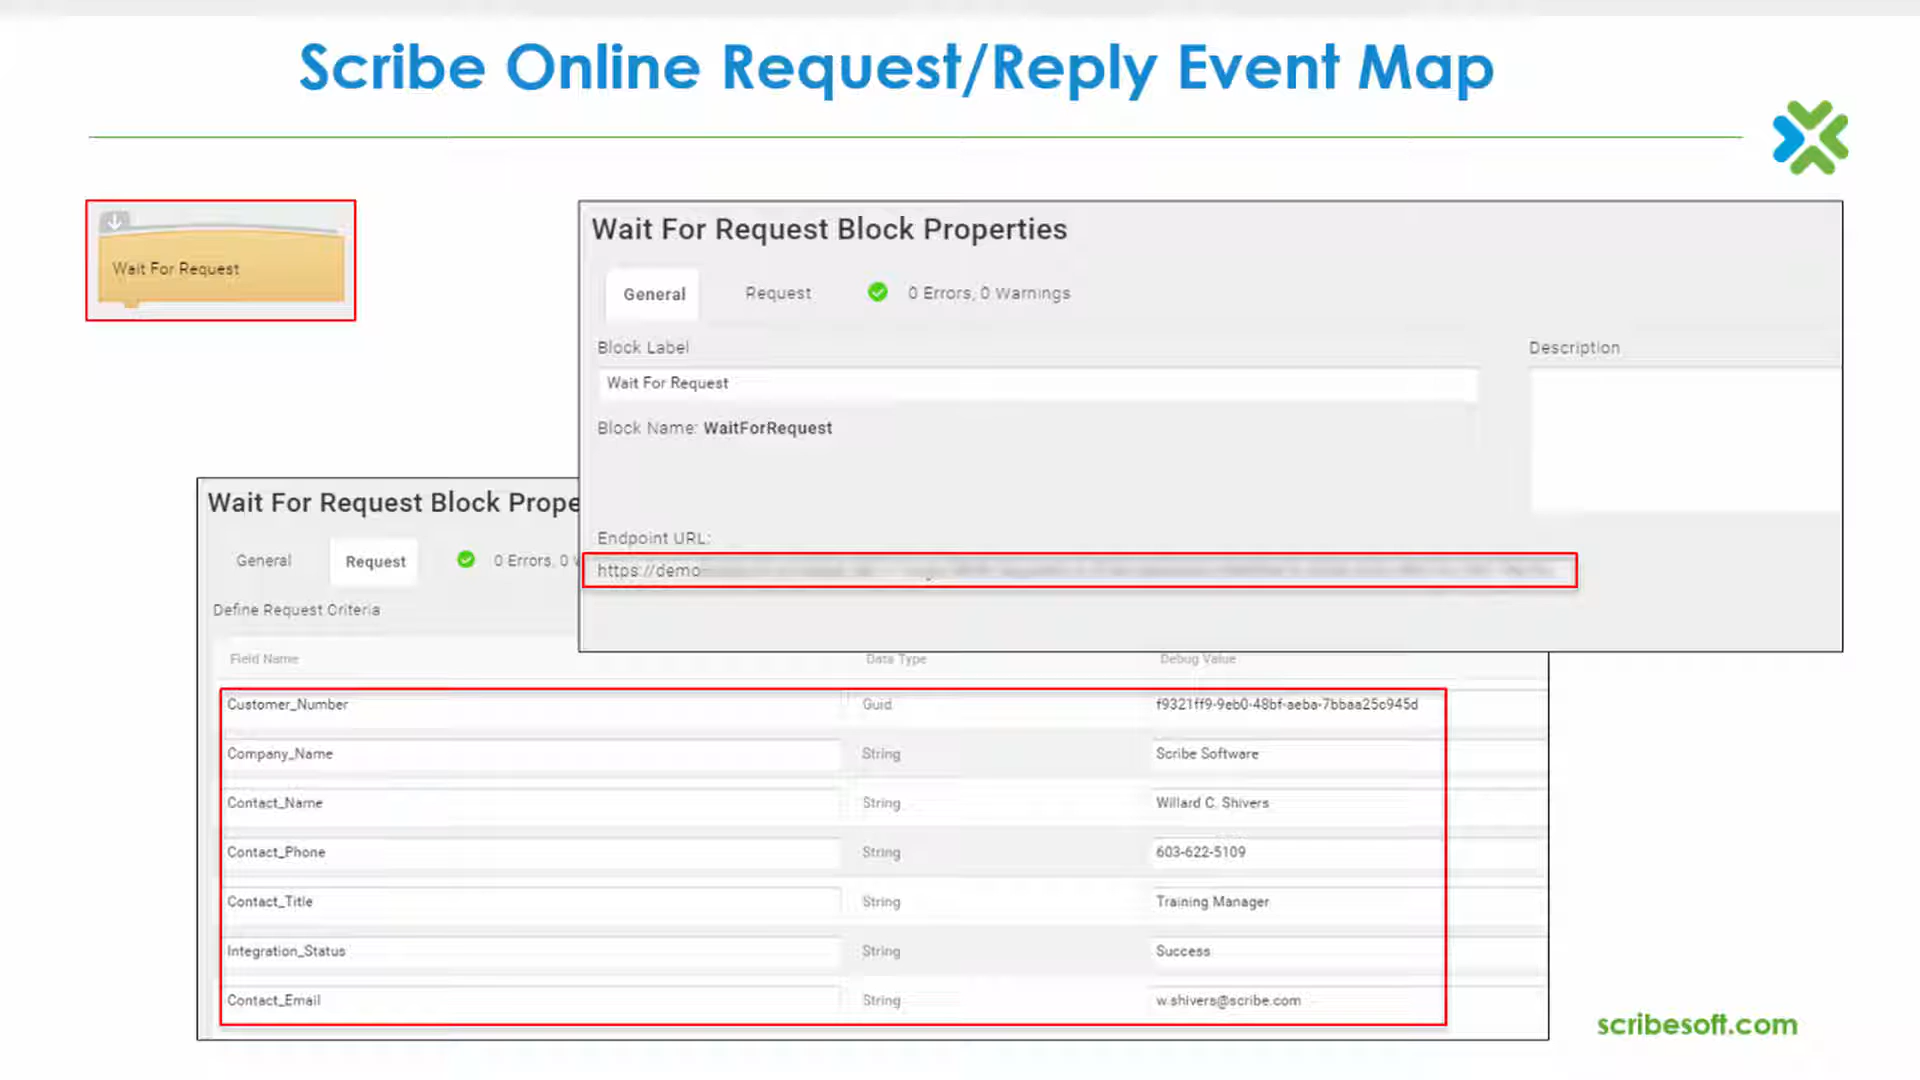 Scribe Online Request/Reply Event Map
Wait For Request
Wait For Request Block Properties
General Request 0 Errors, 0 Warnings
Block Label Description
Wait For Request
Block Name: WaitForRequest
Endpoint URL:
https://demo
Wait For Request Block Prope
General Request 0 Errors, 0
Define Request Criteria
Field Name Data Type Debug Value
Customer_Number Guid f9321ff9-9eb0-48bf-aeba-7bbaa25c945d
Company_Name String Scribe Software
Contact_Name String Willard C. Shivers
Contact_Phone String 603-622-5109
Contact_Title String Training Manager
Integration_Status String Success
Contact_Email String w.shivers@scribe.com
scribesoft.com